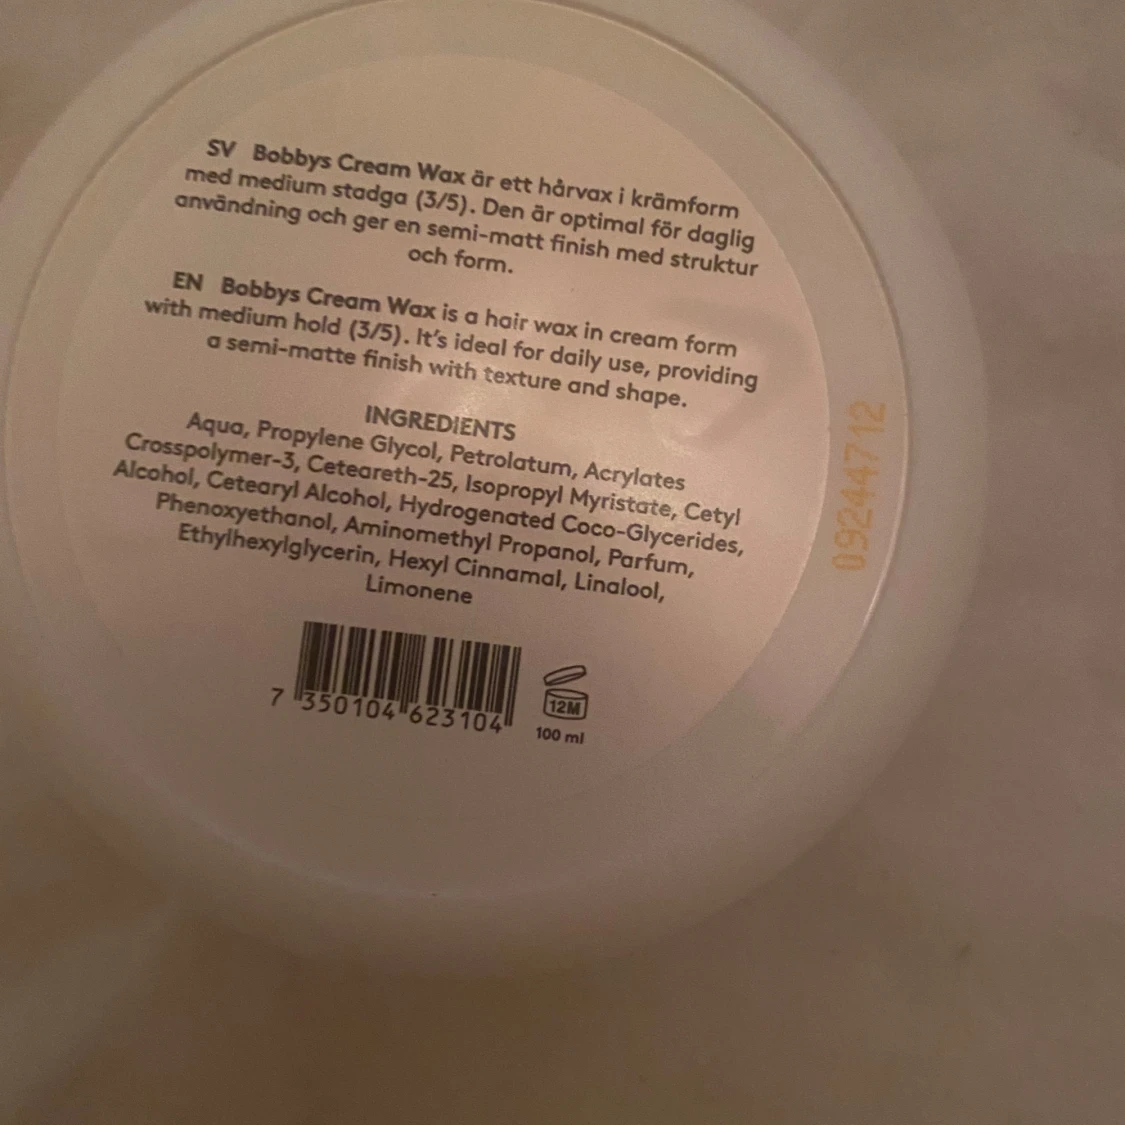 SV Bobbys Cream Wax är ett hårvax i krämform
med medium stadga (3/5). Den är optimal för daglig
användning och ger en semi-matt finish med struktur
och form.
EN Bobbys Cream Wax is a hair wax in cream form
with medium hold (3/5). It's ideal for daily use, providing
a semi-matte finish with texture and shape.
INGREDIENTS
Aqua, Propylene Glycol, Petrolatum, Acrylates
Crosspolymer-3, Ceteareth-25, Isopropyl Myristate, Cetyl
Alcohol, Cetearyl Alcohol, Hydrogenated Coco-Glycerides,
Phenoxyethanol, Aminomethyl Propanol, Parfum,
Ethylhexylglycerin, Hexyl Cinnamal, Linalool,
Limonene
7 350104 623104
12M
100 ml
09244712